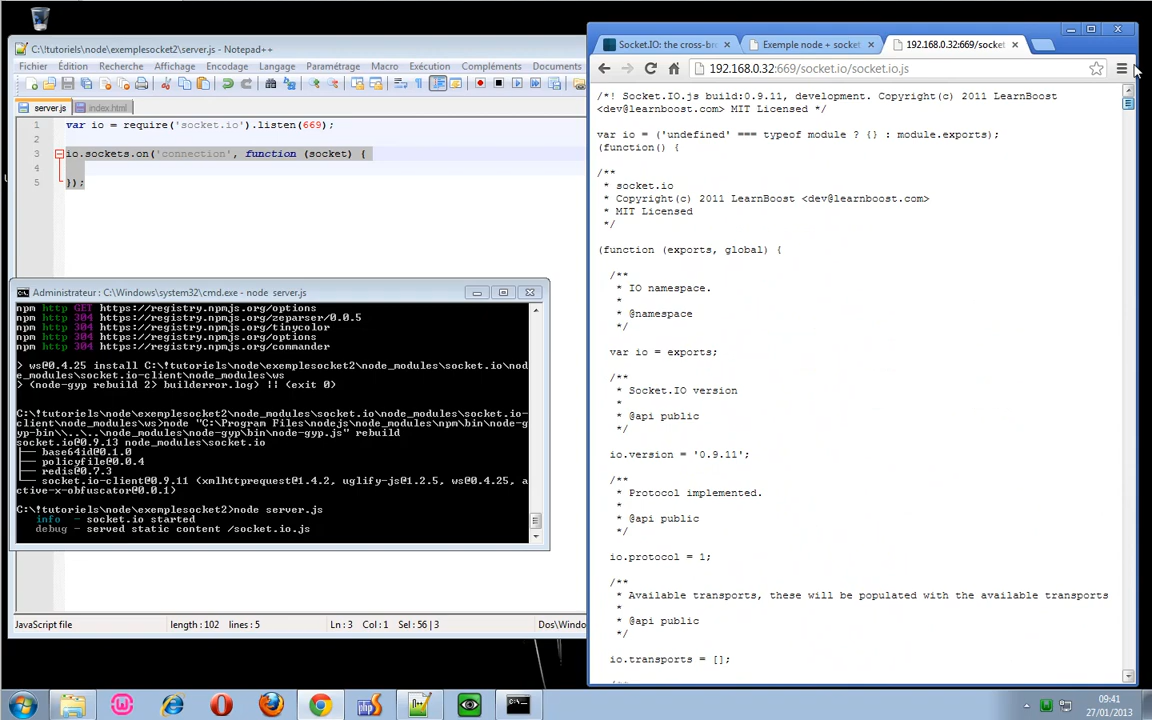 C:\!tutoriels\node\exemplesocket2\server.js - Notepad++
Fichier Édition Recherche Affichage Encodage Langage Paramétrage Macro Exécution Compléments Documents
server.js index.html
1 var io = require('socket.io').listen(669);
2
3 io.sockets.on('connection', function (socket) {
4
5 });
Administrateur : C:\Windows\system32\cmd.exe - node server.js
npm http GET https://registry.npmjs.org/options
npm http 304 https://registry.npmjs.org/zeparser/0.0.5
npm http 304 https://registry.npmjs.org/tinycolor
npm http 304 https://registry.npmjs.org/options
npm http 304 https://registry.npmjs.org/commander
> ws@0.4.25 install C:\!tutoriels\node\exemplesocket2\node_modules\socket.io\nod
e_modules\socket.io-client\node_modules\ws
> (node-gyp rebuild 2> builderror.log) || (exit 0)
C:\!tutoriels\node\exemplesocket2\node_modules\socket.io\node_modules\socket.io-
client\node_modules\ws>node "C:\Program Files\nodejs\node_modules\npm\bin\node-g
yp-bin\\..\..\node_modules\node-gyp\bin\node-gyp.js" rebuild
socket.io@0.9.13 node_modules\socket.io
├── base64id@0.1.0
├── policyfile@0.0.4
├── redis@0.7.3
└── socket.io-client@0.9.11 (xmlhttprequest@1.4.2, uglify-js@1.2.5, ws@0.4.25, a
ctive-x-obfuscator@0.0.1)
C:\!tutoriels\node\exemplesocket2>node server.js
info - socket.io started
debug - served static content /socket.io.js
JavaScript file length : 102 lines : 5 Ln : 3 Col : 1 Sel : 56 | 3 Dos\Windo
Socket.IO: the cross-br Exemple node + socket 192.168.0.32:669/socket
192.168.0.32:669/socket.io/socket.io.js
/*! Socket.IO.js build:0.9.11, development. Copyright(c) 2011 LearnBoost
<dev@learnboost.com> MIT Licensed */
var io = ('undefined' === typeof module ? {} : module.exports);
(function() {
/**
* socket.io
* Copyright(c) 2011 LearnBoost <dev@learnboost.com>
* MIT Licensed
*/
(function (exports, global) {
/**
* IO namespace.
*
* @namespace
*/
var io = exports;
/**
* Socket.IO version
*
* @api public
*/
io.version = '0.9.11';
/**
* Protocol implemented.
*
* @api public
*/
io.protocol = 1;
/**
* Available transports, these will be populated with the available transports
*
* @api public
*/
io.transports = [];
php
09:41
27/01/2013